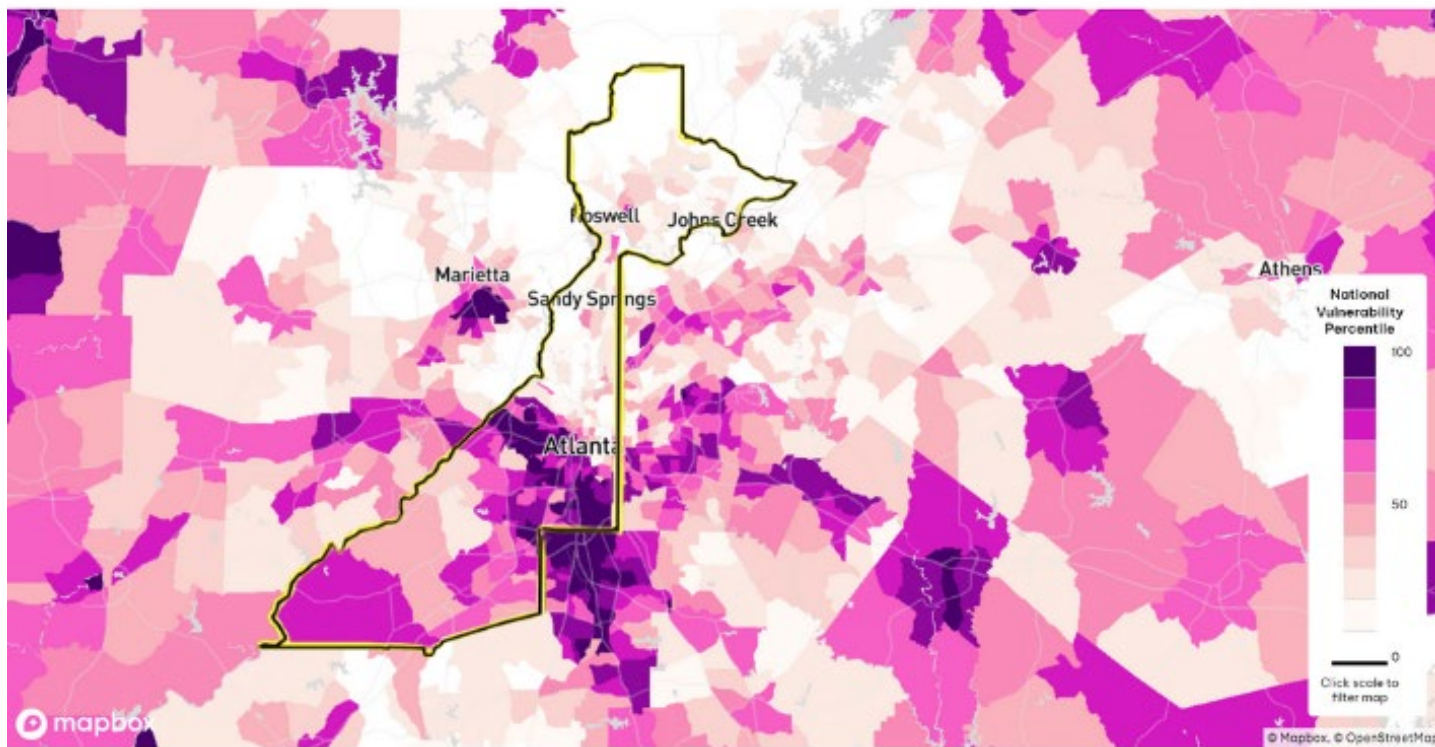 Roswell
Johns Creek
Marietta
Sandy Springs
Athens
Atlanta
National
Vulnerability
Percentile
100
50
0
Click scale to
filter map
mapbox
© Mapbox, © OpenStreetMap